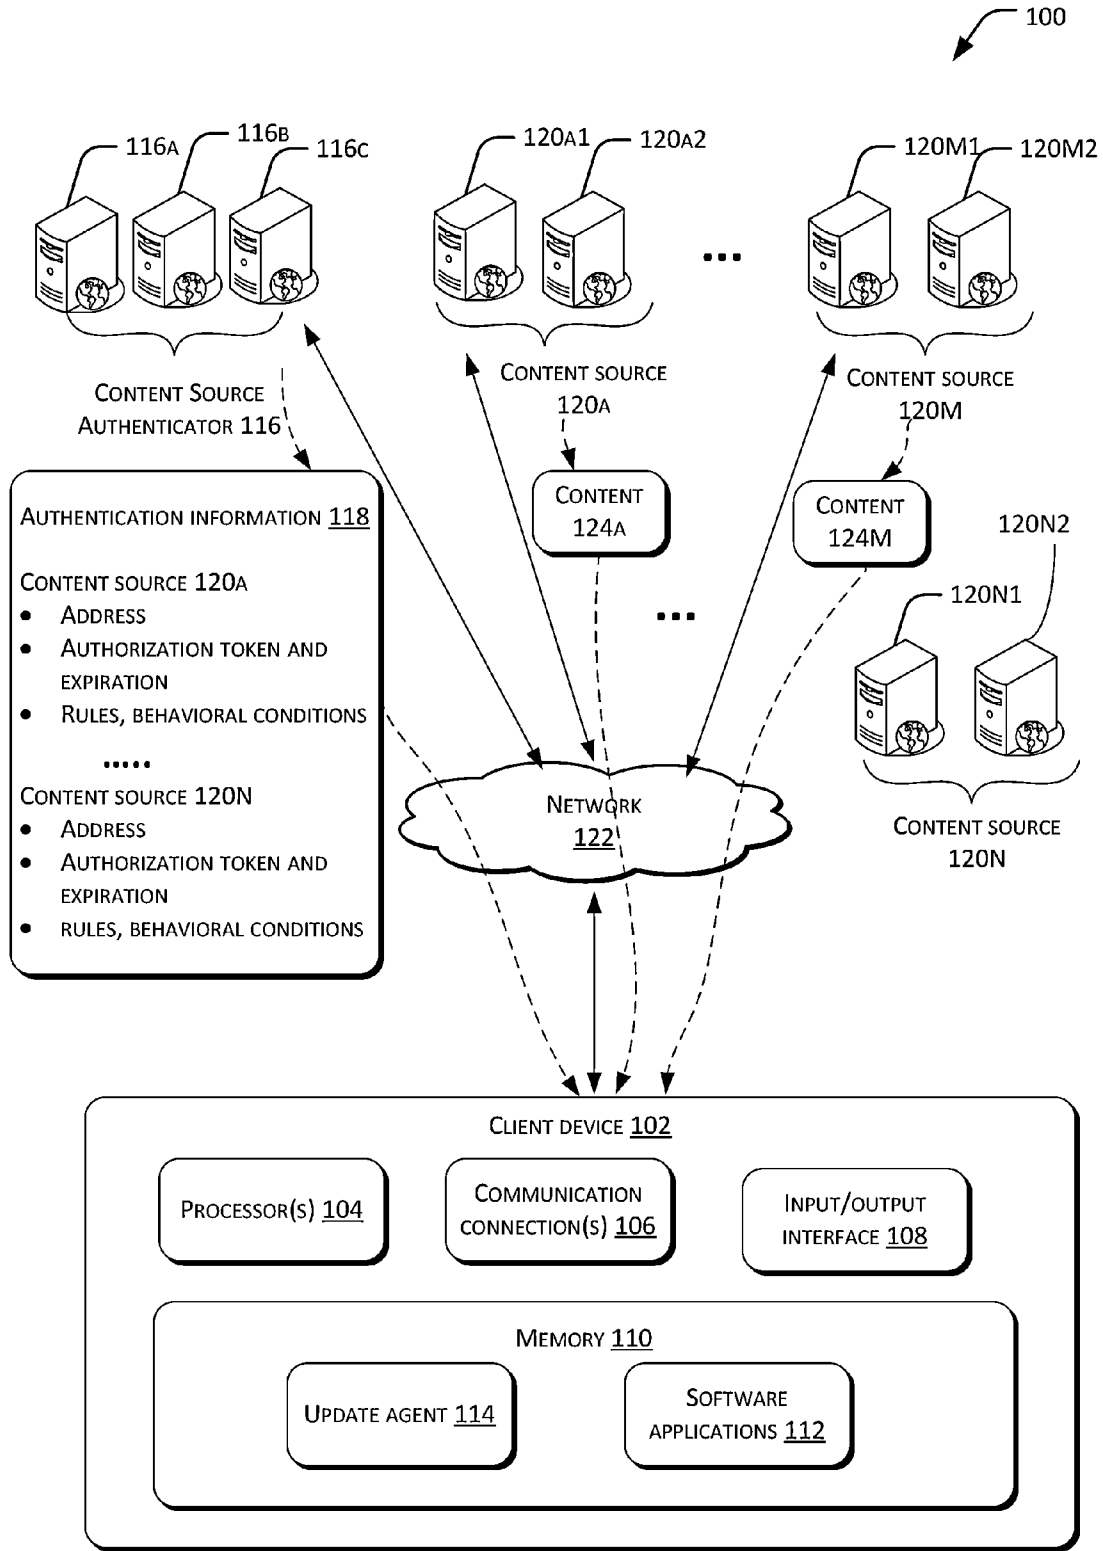 100
116A
116B
116C
120A1
120A2
120M1
120M2
...
CONTENT SOURCE
AUTHENTICATOR 116
CONTENT SOURCE
120A
CONTENT SOURCE
120M
AUTHENTICATION INFORMATION 118
CONTENT SOURCE 120A
• ADDRESS
• AUTHORIZATION TOKEN AND
EXPIRATION
• RULES, BEHAVIORAL CONDITIONS
.....
CONTENT SOURCE 120N
• ADDRESS
• AUTHORIZATION TOKEN AND
EXPIRATION
• RULES, BEHAVIORAL CONDITIONS
CONTENT
124A
CONTENT
124M
...
120N1
120N2
CONTENT SOURCE
120N
NETWORK
122
CLIENT DEVICE 102
PROCESSOR(S) 104
COMMUNICATION
CONNECTION(S) 106
INPUT/OUTPUT
INTERFACE 108
MEMORY 110
UPDATE AGENT 114
SOFTWARE
APPLICATIONS 112